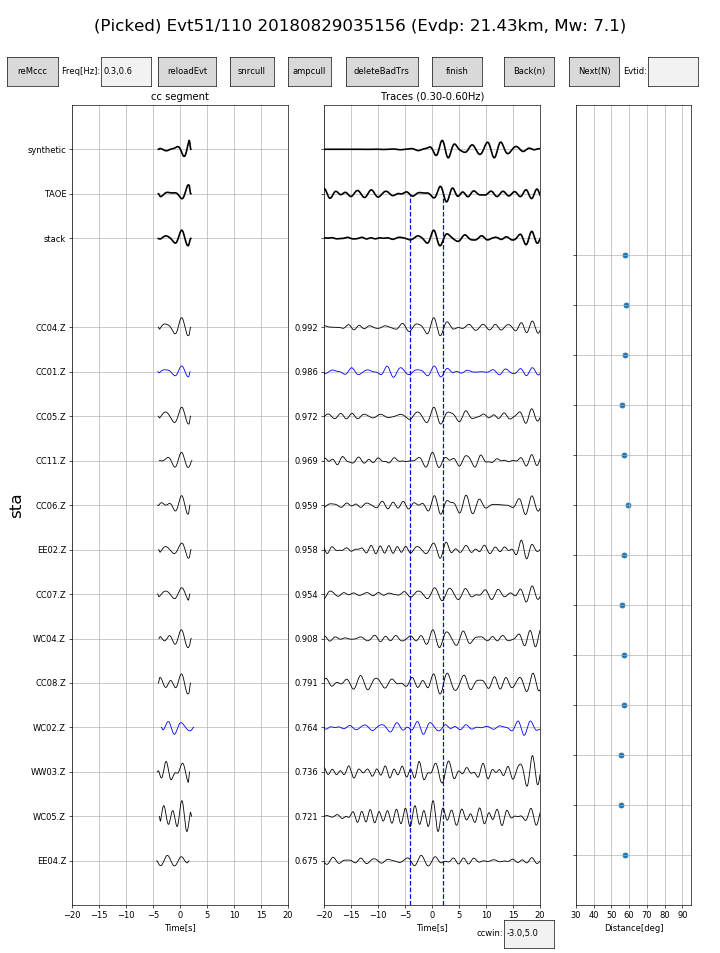 (Picked) Evt51/110 20180829035156 (Evdp: 21.43km, Mw: 7.1)
reMccc Freq[Hz]: 0.3,0.6 reloadEvt snrcull ampcull deleteBadTrs finish Back(n) Next(N) Evtid:
cc segment Traces (0.30-0.60Hz)
synthetic
TAOE
stack
CC04.Z 0.992
CC01.Z 0.986
CC05.Z 0.972
CC11.Z 0.969
sta
CC06.Z 0.959
EE02.Z 0.958
CC07.Z 0.954
WC04.Z 0.908
CC08.Z 0.791
WC02.Z 0.764
WW03.Z 0.736
WC05.Z 0.721
EE04.Z 0.675
−20 −15 −10 −5 0 5 10 15 20 −20 −15 −10 −5 0 5 10 15 20 30 40 50 60 70 80 90
Time[s] Time[s] Distance[deg]
ccwin: -3.0,5.0